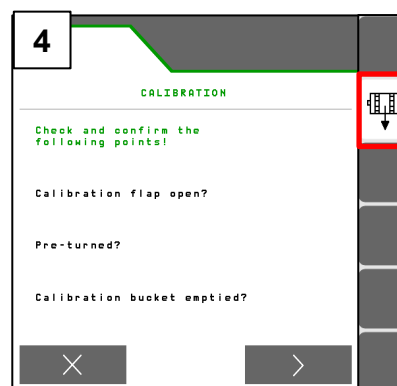 4
CALIBRATION
Check and confirm the
following points!
Calibration flap open?
Pre-turned?
Calibration bucket emptied?